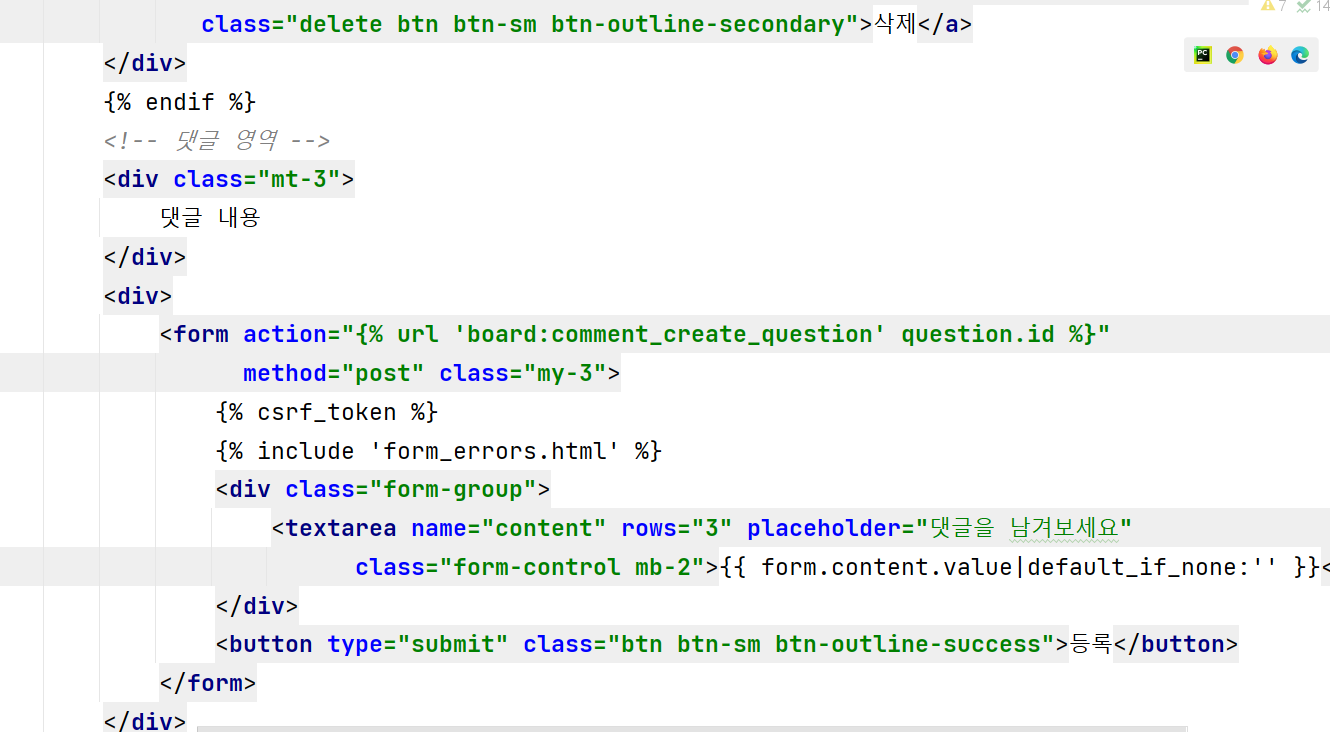 7 14
class="delete btn btn-sm btn-outline-secondary">삭제</a>
</div>
{% endif %}
<!-- 댓글 영역 -->
<div class="mt-3">
댓글 내용
</div>
<div>
<form action="{% url 'board:comment_create_question' question.id %}"
method="post" class="my-3">
{% csrf_token %}
{% include 'form_errors.html' %}
<div class="form-group">
<textarea name="content" rows="3" placeholder="댓글을 남겨보세요"
class="form-control mb-2">{{ form.content.value|default_if_none:'' }}<
</div>
<button type="submit" class="btn btn-sm btn-outline-success">등록</button>
</form>
</div>